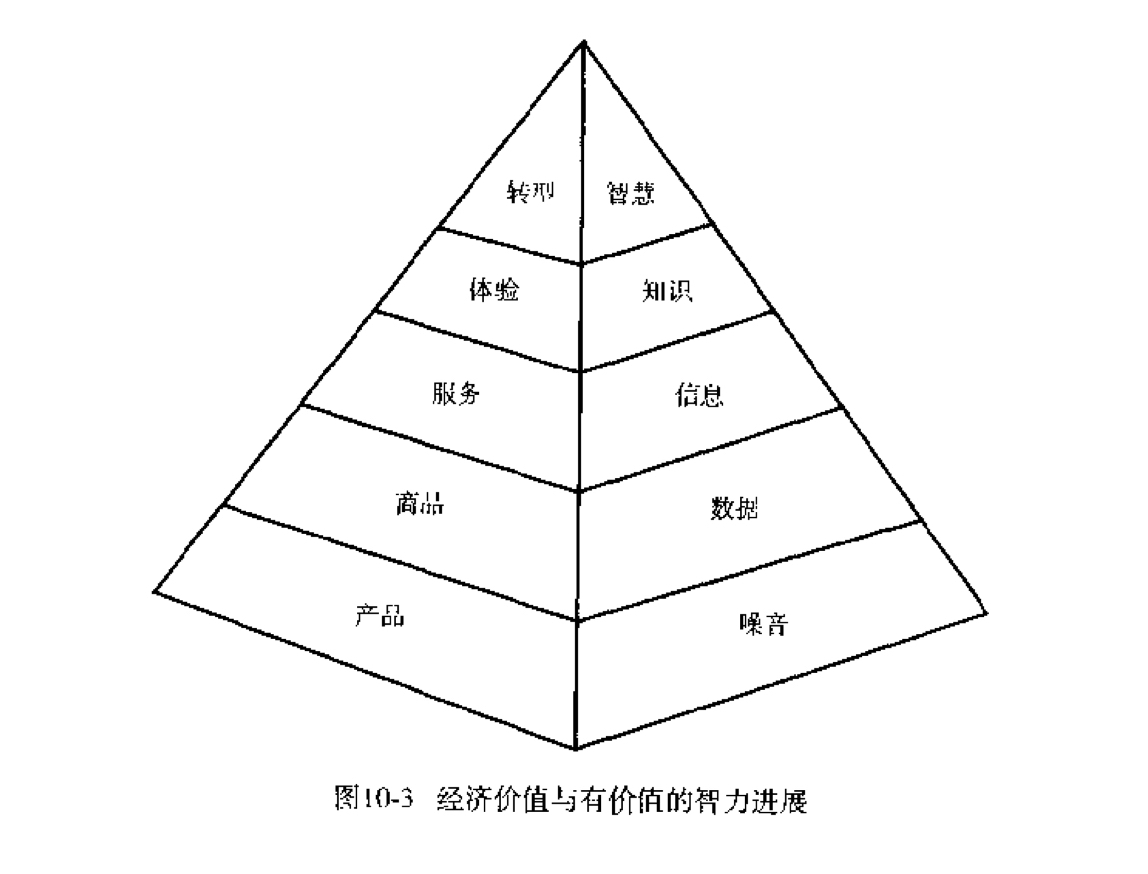 转型 智慧
体验 知识
服务 信息
商品 数据
产品 噪音
图10-3 经济价值与有价值的智力进展